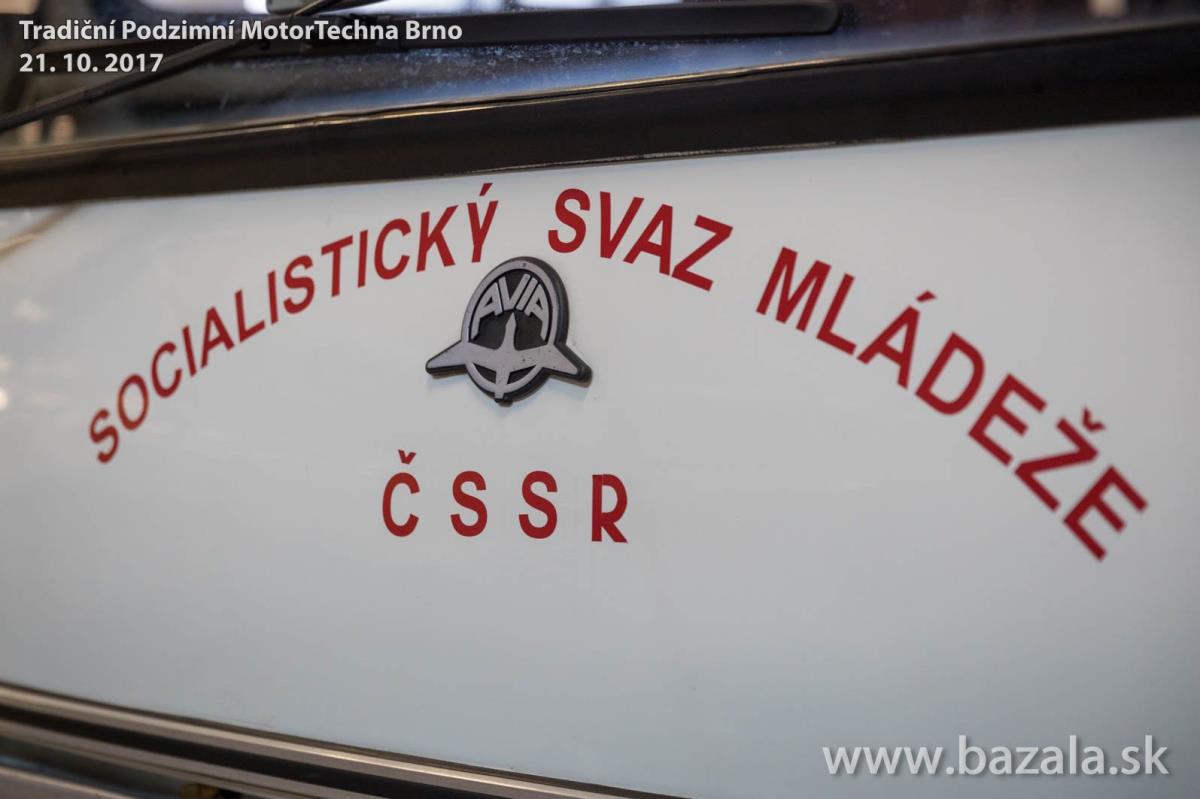 Tradiční Podzimní MotorTechna Brno
21. 10. 2017
SOCIALISTICKÝ SVAZ MLÁDEŽE
AVIA
ČSSR
www.bazala.sk